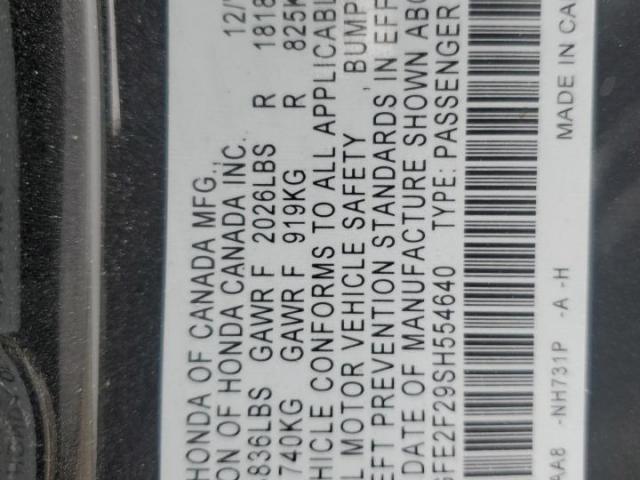 HONDA OF CANADA MFG.,
ON OF HONDA CANADA INC. 12/
836LBS GAWR F 2026LBS R 1818
740KG GAWR F 919KG R 825K
HICLE CONFORMS TO ALL APPLICABL
L MOTOR VEHICLE SAFETY , BUMP
EFT PREVENTION STANDARDS IN EFF
DATE OF MANUFACTURE SHOWN ABO
GFE2F29SH554640 TYPE: PASSENGER
AA8 -NH731P -A -H MADE IN CA